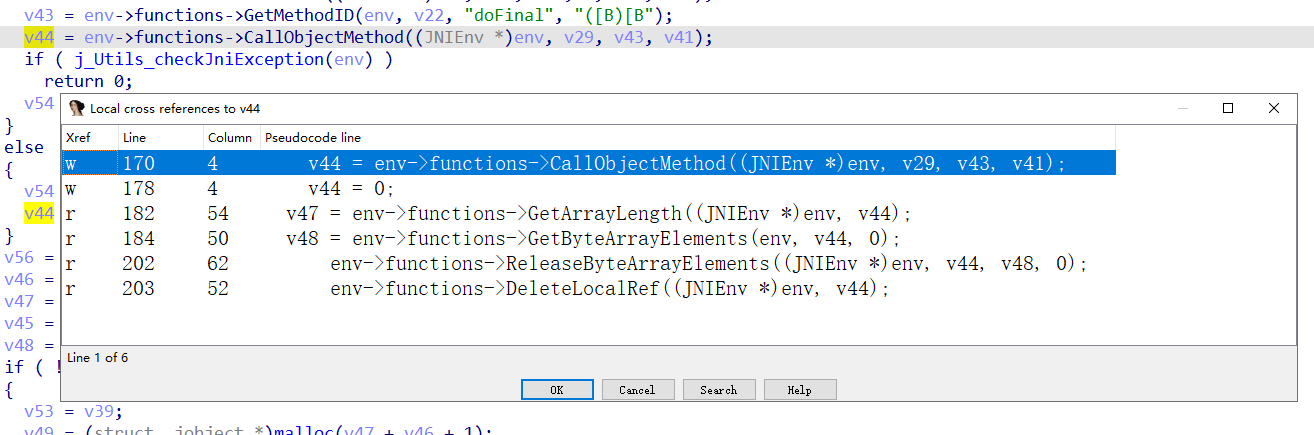 v43 = env->functions->GetMethodID(env, v22, "doFinal", "([B)[B");
v44 = env->functions->CallObjectMethod((JNIEnv *)env, v29, v43, v41);
if ( j_Utils_checkJniException(env) )
return 0;
v54
}
else
{
v54
v44
}
v56 =
v46 =
v47 =
v45 =
v48 =
if ( !
{
v53 = v39;
v49 = (struct _jobject *)malloc(v47 + v46 + 1);
Local cross references to v44
Xref Line Column Pseudocode line
w 170 4 v44 = env->functions->CallObjectMethod((JNIEnv *)env, v29, v43, v41);
w 178 4 v44 = 0;
r 182 54 v47 = env->functions->GetArrayLength((JNIEnv *)env, v44);
r 184 50 v48 = env->functions->GetByteArrayElements(env, v44, 0);
r 202 62 env->functions->ReleaseByteArrayElements((JNIEnv *)env, v44, v48, 0);
r 203 52 env->functions->DeleteLocalRef((JNIEnv *)env, v44);
Line 1 of 6
OK Cancel Search Help